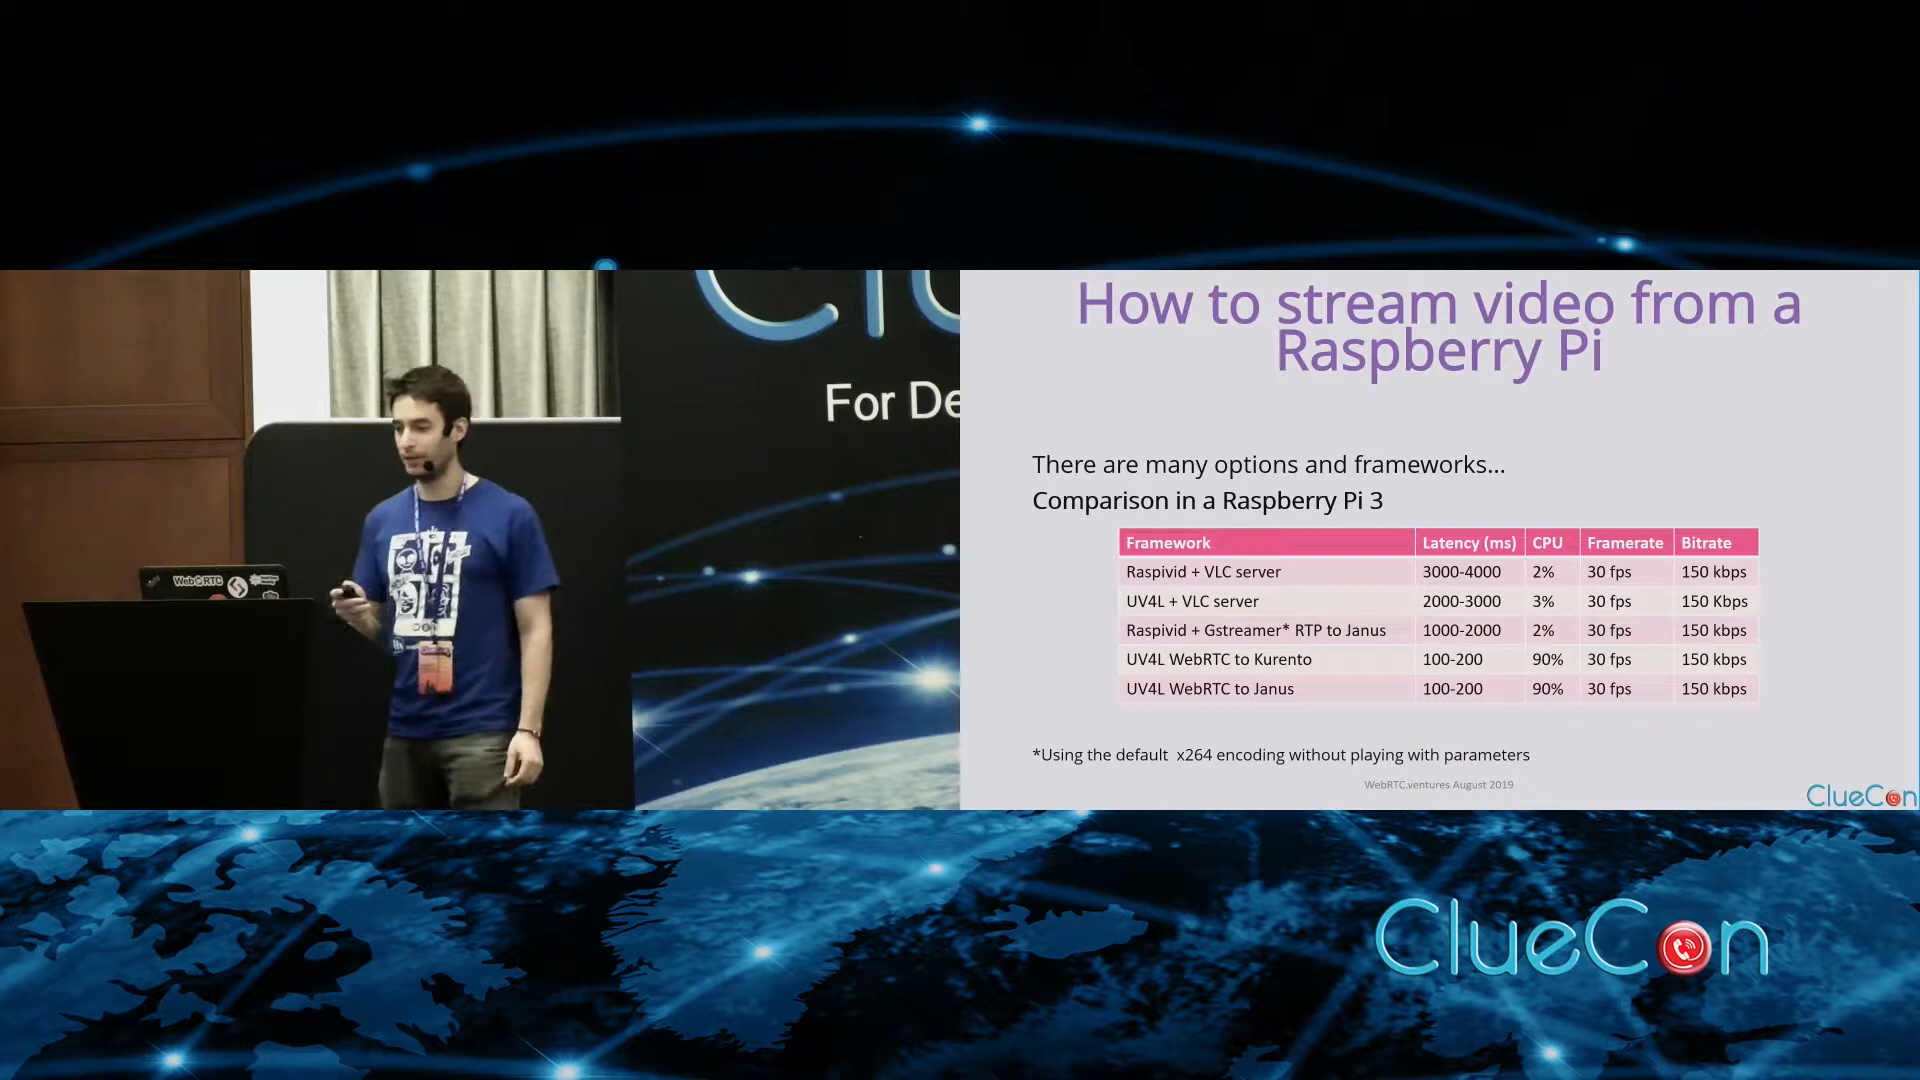 Clu
For De
WebRTC
How to stream video from a
Raspberry Pi
There are many options and frameworks...
Comparison in a Raspberry Pi 3
Framework Latency (ms) CPU Framerate Bitrate
Raspivid + VLC server 3000-4000 2% 30 fps 150 kbps
UV4L + VLC server 2000-3000 3% 30 fps 150 Kbps
Raspivid + Gstreamer* RTP to Janus 1000-2000 2% 30 fps 150 kbps
UV4L WebRTC to Kurento 100-200 90% 30 fps 150 kbps
UV4L WebRTC to Janus 100-200 90% 30 fps 150 kbps
*Using the default x264 encoding without playing with parameters
WebRTC.ventures August 2019
ClueCon
ClueCon